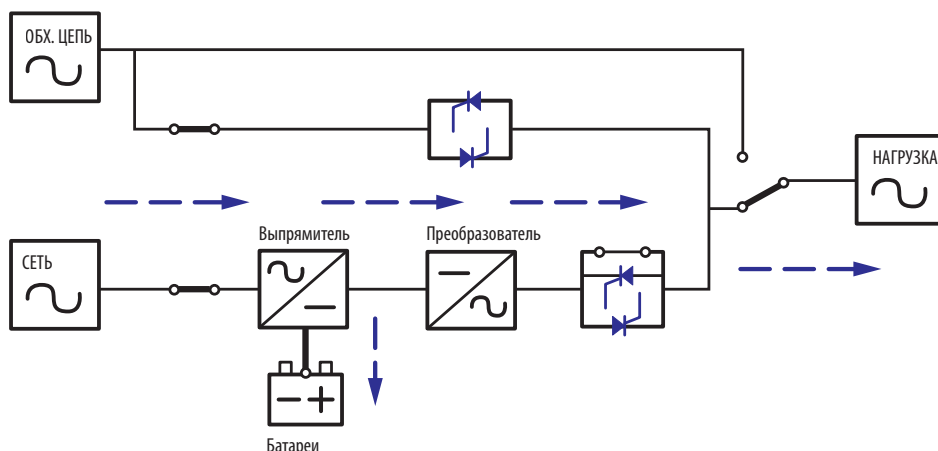 ОБХ. ЦЕПЬ
НАГРУЗКА
СЕТЬ
Выпрямитель
Преобразователь
Батареи